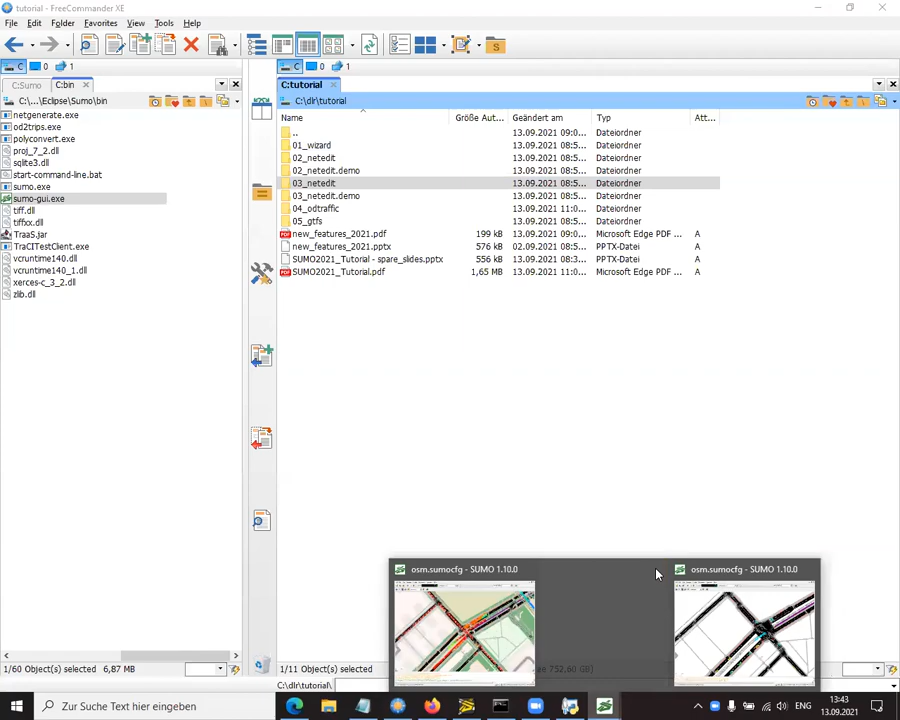 tutorial - FreeCommander XE
File Edit Folder Favorites View Tools Help
S
C 0 1
C 0 1
C:Sumo C:bin
C:tutorial
C:\...\Eclipse\Sumo\bin
C:\dlr\tutorial
netgenerate.exe
od2trips.exe
polyconvert.exe
proj_7_2.dll
sqlite3.dll
start-command-line.bat
sumo.exe
sumo-gui.exe
tiff.dll
tiffxx.dll
TraaS.jar
TraCITestClient.exe
vcruntime140.dll
vcruntime140_1.dll
xerces-c_3_2.dll
zlib.dll
Name Größe Aut... Geändert am Typ Att...
.. 13.09.2021 09:0... Dateiordner
01_wizard 13.09.2021 08:5... Dateiordner
02_netedit 13.09.2021 08:5... Dateiordner
02_netedit.demo 13.09.2021 08:5... Dateiordner
03_netedit 13.09.2021 08:5... Dateiordner
03_netedit.demo 13.09.2021 08:5... Dateiordner
04_odtraffic 13.09.2021 11:0... Dateiordner
05_gtfs 13.09.2021 08:5... Dateiordner
new_features_2021.pdf 199 kB 13.09.2021 09:0... Microsoft Edge PDF ... A
new_features_2021.pptx 576 kB 02.09.2021 08:5... PPTX-Datei A
SUMO2021_Tutorial - spare_slides.pptx 556 kB 13.09.2021 08:3... PPTX-Datei A
SUMO2021_Tutorial.pdf 1,65 MB 13.09.2021 11:0... Microsoft Edge PDF ... A
osm.sumocfg - SUMO 1.10.0
osm.sumocfg - SUMO 1.10.0
1/60 Object(s) selected 6,87 MB
1/11 Object(s) selected
752.60 GB)
C:\dlr\tutorial\
Zur Suche Text hier eingeben
ENG
13:43
13.09.2021